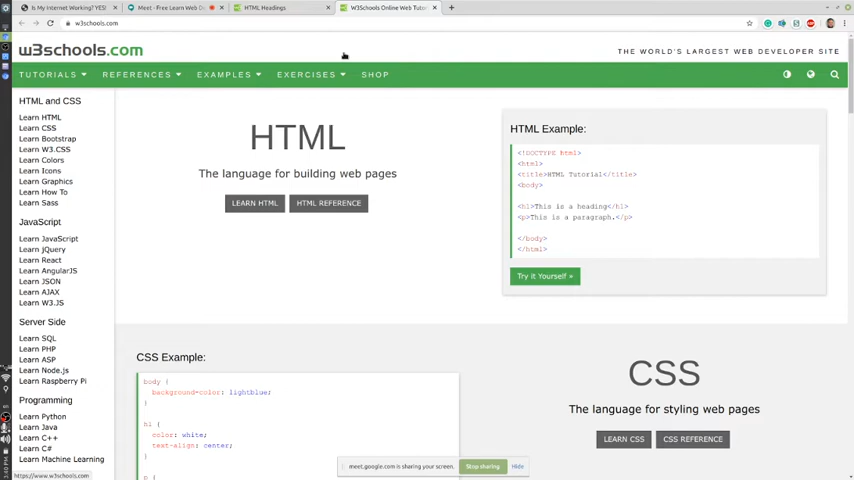 Is My Internet Working? YES!
Meet - Free Learn Web D
HTML Headings
W3Schools Online Web Tutor
w3schools.com
w3schools.com
THE WORLD'S LARGEST WEB DEVELOPER SITE
TUTORIALS
REFERENCES
EXAMPLES
EXERCISES
SHOP
HTML and CSS
Learn HTML
Learn CSS
Learn Bootstrap
Learn W3.CSS
Learn Colors
Learn Icons
Learn Graphics
Learn How To
Learn Sass
JavaScript
Learn JavaScript
Learn jQuery
Learn React
Learn AngularJS
Learn JSON
Learn AJAX
Learn W3.JS
Server Side
Learn SQL
Learn PHP
Learn ASP
Learn Node.js
Learn Raspberry Pi
Programming
Learn Python
Learn Java
Learn C++
Learn C#
Learn Machine Learning
https://www.w3schools.com
HTML
The language for building web pages
LEARN HTML
HTML REFERENCE
HTML Example:
<!DOCTYPE html>
<html>
<title>HTML Tutorial</title>
<body>
<h1>This is a heading</h1>
<p>This is a paragraph.</p>
</body>
</html>
Try it Yourself »
CSS Example:
body {
background-color: lightblue;
}
h1 {
color: white;
text-align: center;
}
p {
CSS
The language for styling web pages
LEARN CSS
CSS REFERENCE
meet.google.com is sharing your screen.
Stop sharing
Hide
3:40 PM